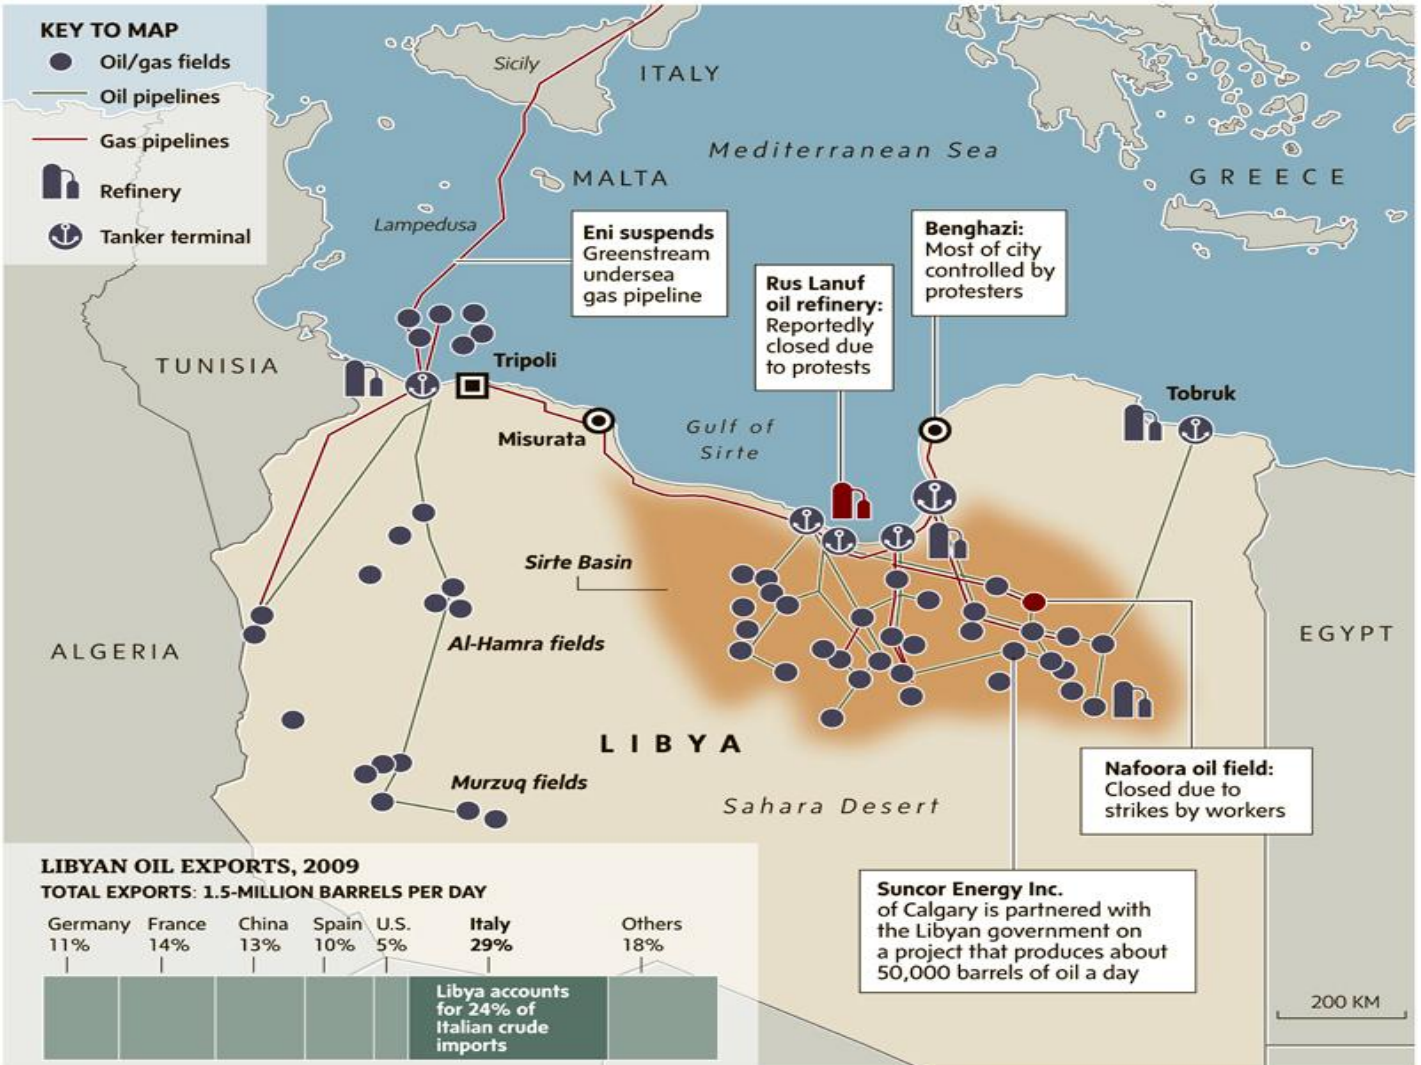 KEY TO MAP
Oil/gas fields
Oil pipelines
Gas pipelines
Refinery
Tanker terminal
Sicily
ITALY
Mediterranean Sea
MALTA
GREECE
Lampedusa
Eni suspends
Greenstream
undersea
gas pipeline
Rus Lanuf
oil refinery:
Reportedly
closed due
to protests
Benghazi:
Most of city
controlled by
protesters
TUNISIA
Tripoli
Misurata
Gulf of
Sirte
Tobruk
Sirte Basin
ALGERIA
Al-Hamra fields
EGYPT
LIBYA
Murzuq fields
Sahara Desert
Nafoora oil field:
Closed due to
strikes by workers
Suncor Energy Inc.
of Calgary is partnered with
the Libyan government on
a project that produces about
50,000 barrels of oil a day
200 KM
LIBYAN OIL EXPORTS, 2009
TOTAL EXPORTS: 1.5-MILLION BARRELS PER DAY
Germany France China Spain U.S. Italy Others
11% 14% 13% 10% 5% 29% 18%
Libya accounts
for 24% of
Italian crude
imports